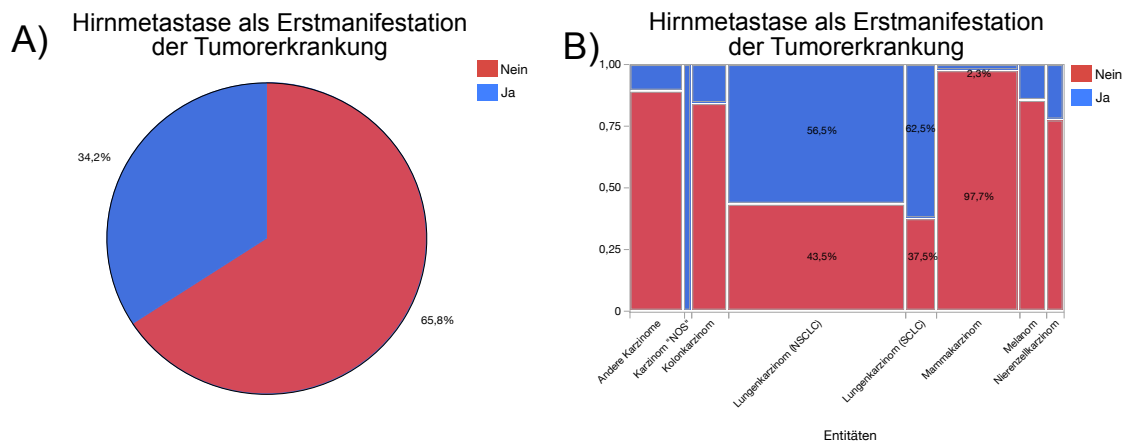 A)
Hirnmetastase als Erstmanifestation
der Tumorerkrankung
Nein
Ja
34,2%
65,8%
B)
Hirnmetastase als Erstmanifestation
der Tumorerkrankung
Nein
Ja
1,00
0,75
0,50
0,25
0
2,3%
56,5%
62,5%
97,7%
43,5%
37,5%
Andere Karzinome
Karzinom "NOS"
Kolonkarzinom
Lungenkarzinom (NSCLC)
Lungenkarzinom (SCLC)
Mammakarzinom
Melanom
Nierenzellkarzinom
Entitäten